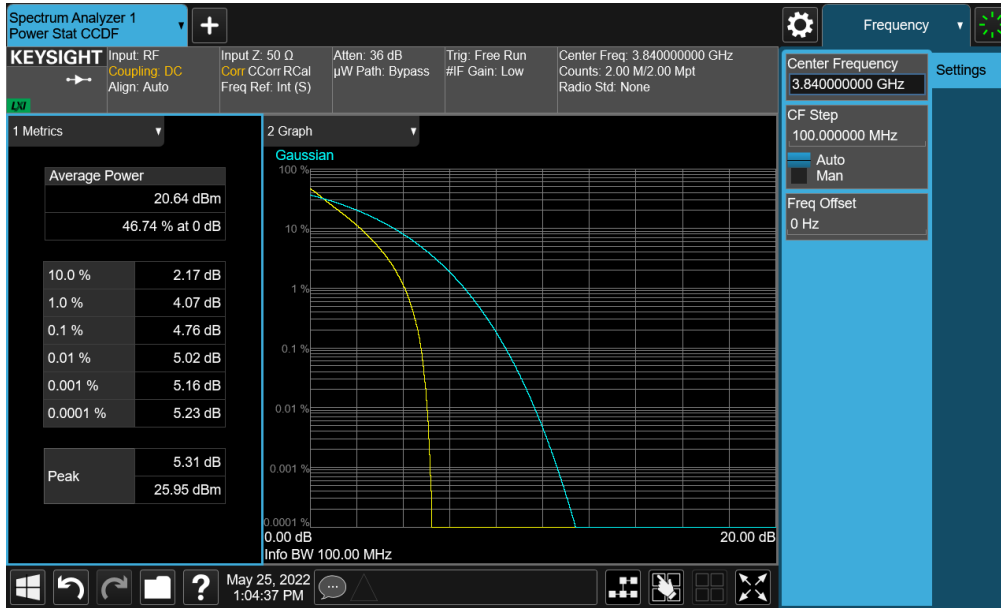 Spectrum Analyzer 1
Power Stat CCDF
Frequency
KEYSIGHT
Input: RF
Coupling: DC
Align: Auto
Input Z: 50 Ω
Corr CCorr RCal
Freq Ref: Int (S)
Atten: 36 dB
µW Path: Bypass
Trig: Free Run
#IF Gain: Low
Center Freq: 3.840000000 GHz
Counts: 2.00 M/2.00 Mpt
Radio Std: None
LXI
Center Frequency
3.840000000 GHz
Settings
CF Step
100.000000 MHz
Auto
Man
Freq Offset
0 Hz
1 Metrics
Average Power
20.64 dBm
46.74 % at 0 dB
10.0 % 2.17 dB
1.0 % 4.07 dB
0.1 % 4.76 dB
0.01 % 5.02 dB
0.001 % 5.16 dB
0.0001 % 5.23 dB
Peak
5.31 dB
25.95 dBm
2 Graph
Gaussian
100 %
10 %
1 %
0.1 %
0.01 %
0.001 %
0.0001 %
0.00 dB 20.00 dB
Info BW 100.00 MHz
?
May 25, 2022
1:04:37 PM